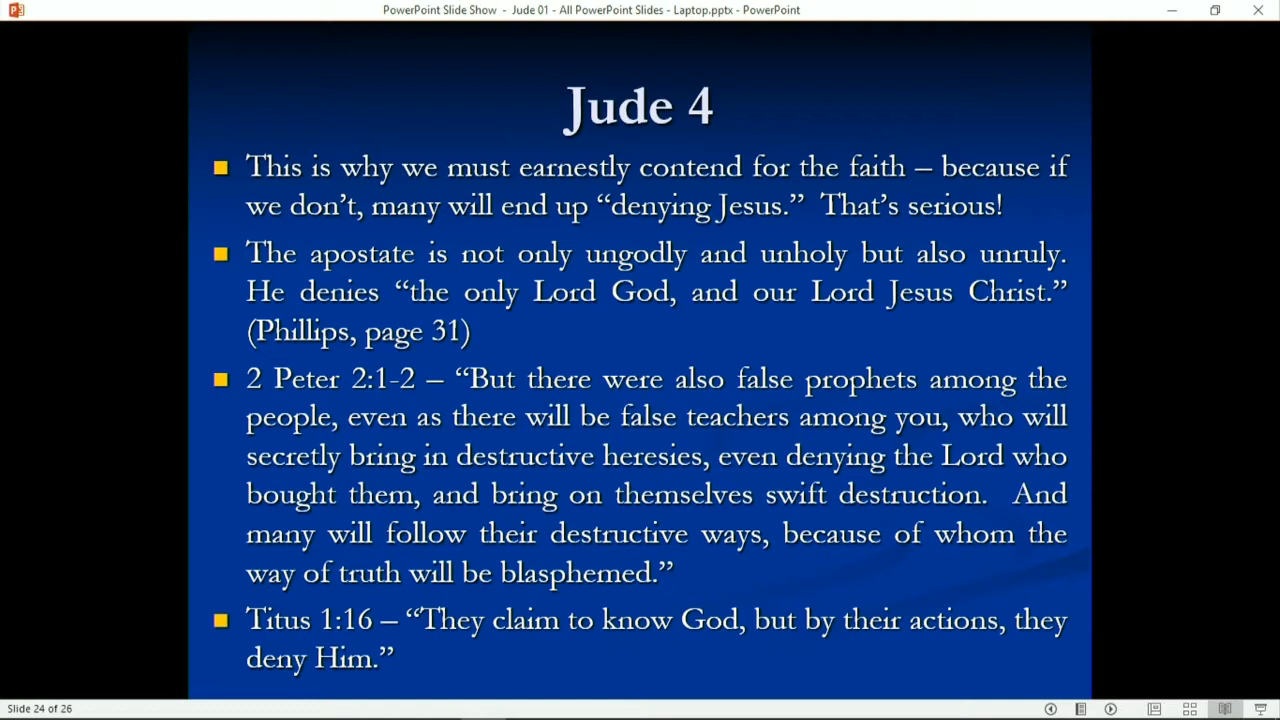 PowerPoint Slide Show - Jude 01 - All PowerPoint Slides - Laptop.pptx - PowerPoint
Jude 4
This is why we must earnestly contend for the faith – because if
we don’t, many will end up “denying Jesus.” That’s serious!
The apostate is not only ungodly and unholy but also unruly.
He denies “the only Lord God, and our Lord Jesus Christ.”
(Phillips, page 31)
2 Peter 2:1-2 – “But there were also false prophets among the
people, even as there will be false teachers among you, who will
secretly bring in destructive heresies, even denying the Lord who
bought them, and bring on themselves swift destruction. And
many will follow their destructive ways, because of whom the
way of truth will be blasphemed.”
Titus 1:16 – “They claim to know God, but by their actions, they
deny Him.”
Slide 24 of 26